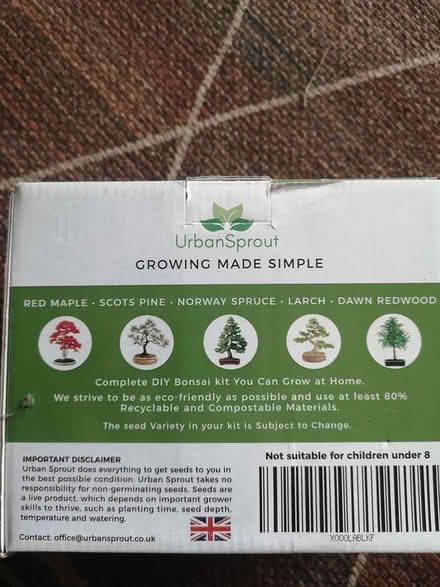 UrbanSprout
GROWING MADE SIMPLE
RED MAPLE • SCOTS PINE • NORWAY SPRUCE • LARCH • DAWN REDWOOD
Complete DIY Bonsai kit You Can Grow at Home.
We strive to be as eco-friendly as possible and use at least 80%
Recyclable and Compostable Materials.
The seed Variety in your kit is Subject to Change.
IMPORTANT DISCLAIMER
Urban Sprout does everything to get seeds to you in
the best possible condition. Urban Sprout takes no
responsibility for non-germinating seeds. Seeds are
a live product, which depends on important grower
skills to thrive, such as planting time, seed depth,
temperature and watering.
Contact: office@urbansprout.co.uk
Not suitable for children under 8
X000LABLKF